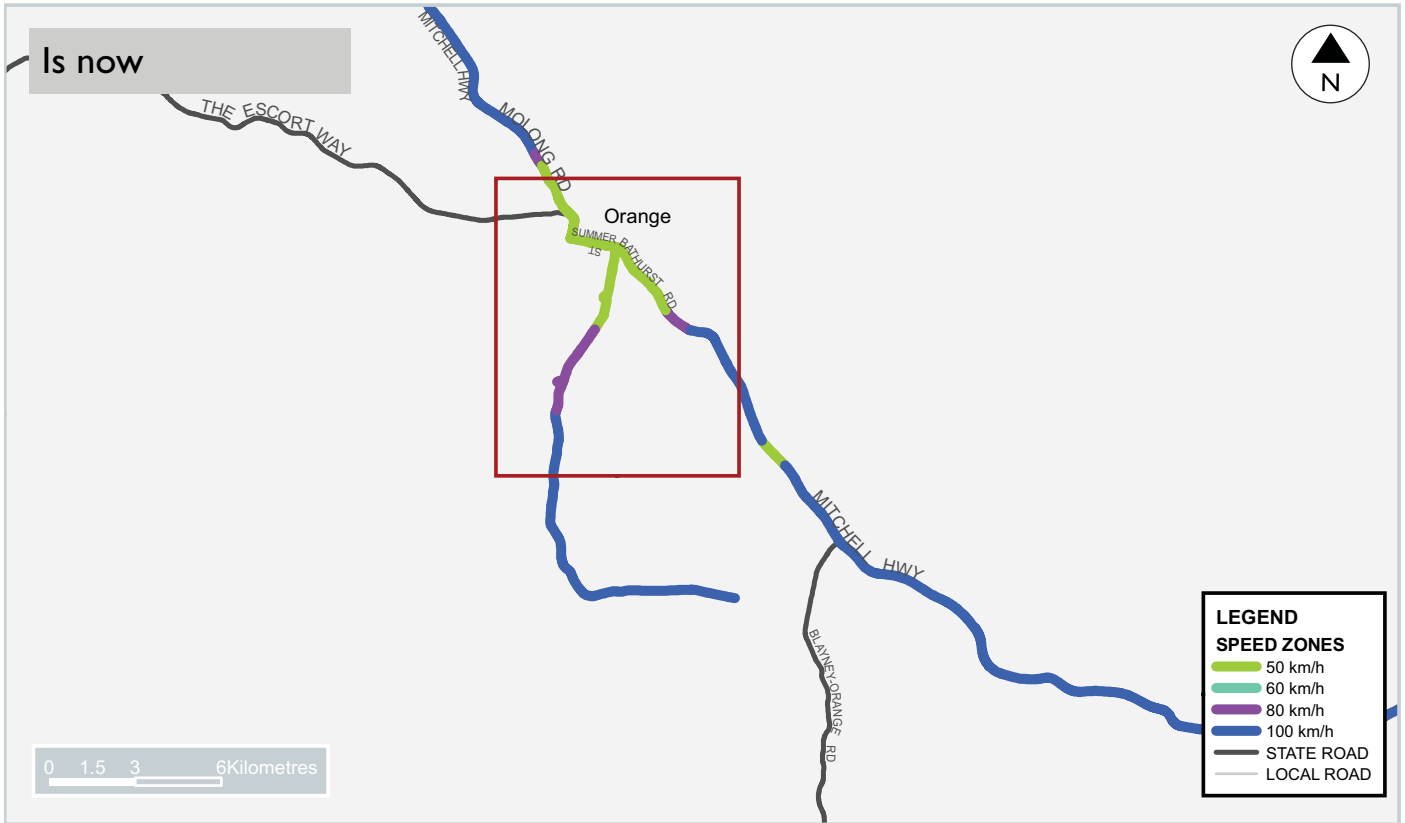 Is now
N
MITCHELL HWY
THE ESCORT WAY
MOLONG RD
Orange
SUMMER ST
BATHURST RD
MITCHELL HWY
BLAYNEY-ORANGE RD
LEGEND
SPEED ZONES
50 km/h
60 km/h
80 km/h
100 km/h
STATE ROAD
LOCAL ROAD
0 1.5 3 6Kilometres